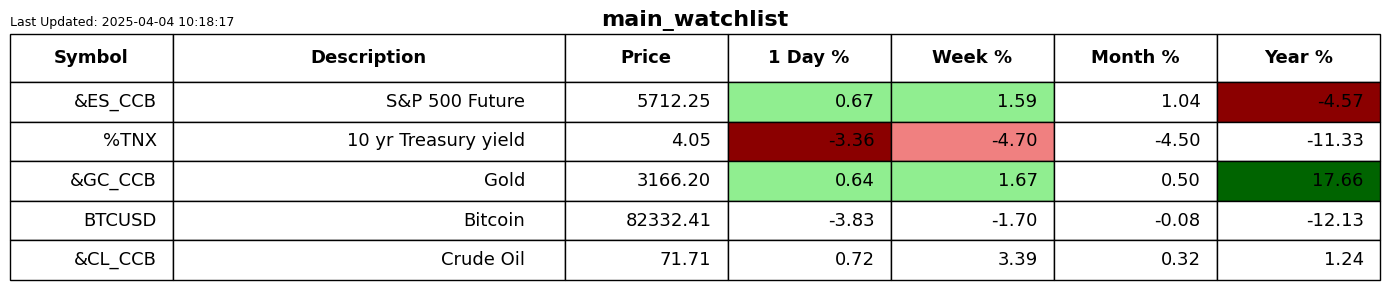 main_watchlist
Last Updated: 2025-04-04 10:18:17
Symbol Description Price 1 Day % Week % Month % Year %
&ES_CCB S&P 500 Future 5712.25 0.67 1.59 1.04 -4.57
%TNX 10 yr Treasury yield 4.05 -3.36 -4.70 -4.50 -11.33
&GC_CCB Gold 3166.20 0.64 1.67 0.50 17.66
BTCUSD Bitcoin 82332.41 -3.83 -1.70 -0.08 -12.13
&CL_CCB Crude Oil 71.71 0.72 3.39 0.32 1.24